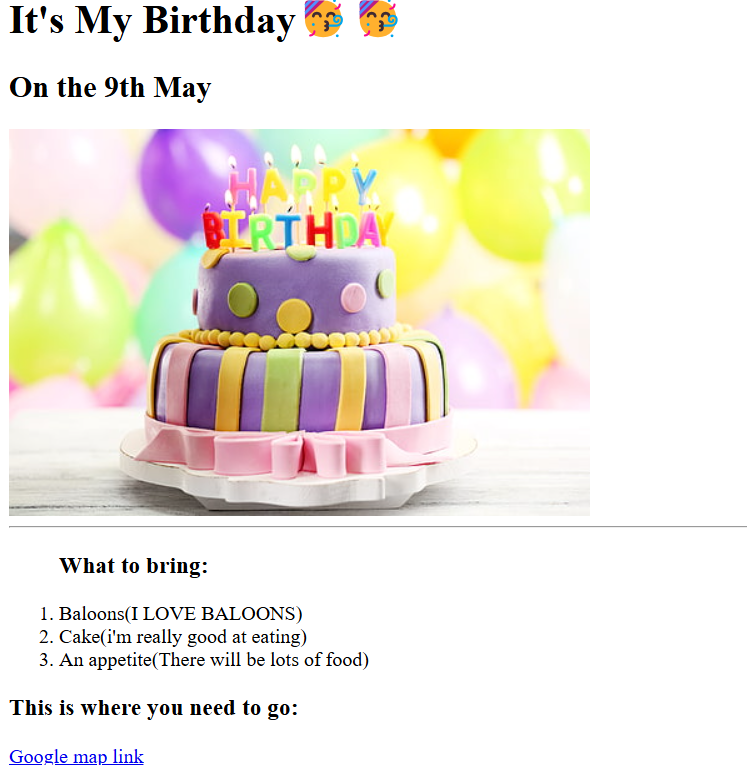 It's My Birthday 🥳 🥳
On the 9th May
HAPPY
BIRTHDAY
What to bring:
1. Baloons(I LOVE BALOONS)
2. Cake(i'm really good at eating)
3. An appetite(There will be lots of food)
This is where you need to go:
Google map link